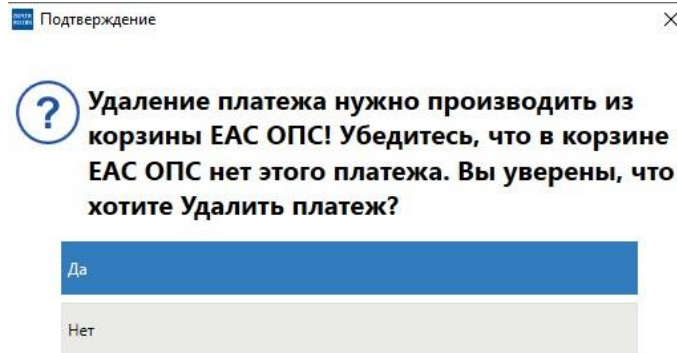 Подтверждение
Удаление платежа нужно производить из
корзины ЕАС ОПС! Убедитесь, что в корзине
ЕАС ОПС нет этого платежа. Вы уверены, что
хотите Удалить платеж?
Да
Нет